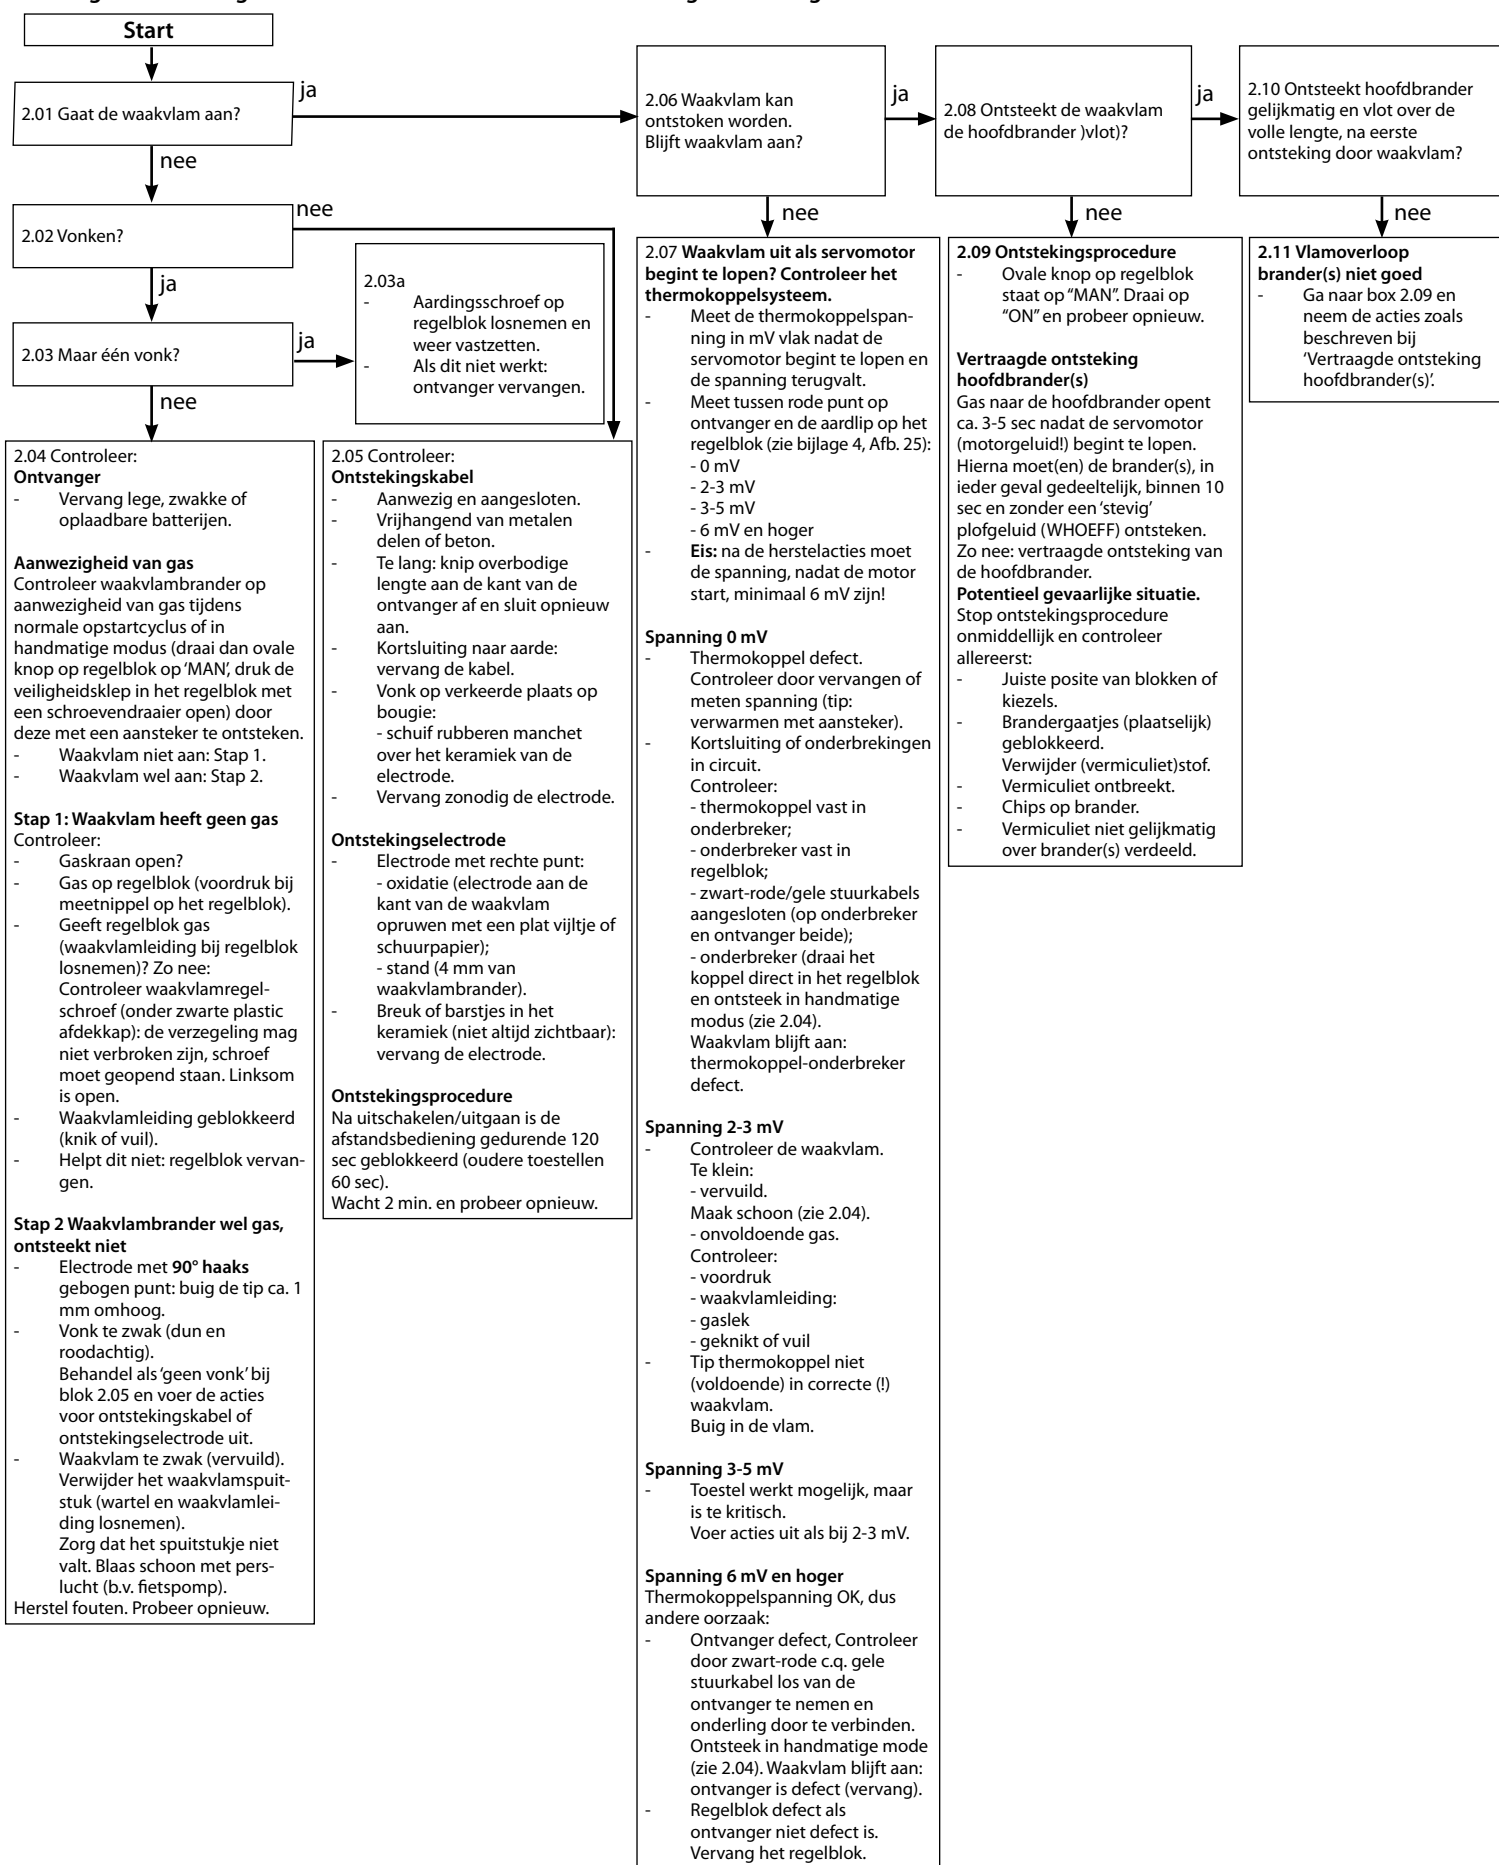 Start
2.01 Gaat de waakvlam aan?
ja
nee
2.02 Vonken?
nee
ja
2.03 Maar één vonk?
ja
nee
2.03a
- Aardingsschroef op
regelblok losnemen en
weer vastzetten.
- Als dit niet werkt:
ontvanger vervangen.
2.04 Controleer:
Ontvanger
- Vervang lege, zwakke of
oplaadbare batterijen.
Aanwezigheid van gas
Controleer waakvlambrander op
aanwezigheid van gas tijdens
normale opstartcyclus of in
handmatige modus (draai dan ovale
knop op regelblok op ‘MAN’, druk de
veiligheidsklep in het regelblok met
een schroevendraaier open) door
deze met een aansteker te ontsteken.
- Waakvlam niet aan: Stap 1.
- Waakvlam wel aan: Stap 2.
Stap 1: Waakvlam heeft geen gas
Controleer:
- Gaskraan open?
- Gas op regelblok (voordruk bij
meetnippel op het regelblok).
- Geeft regelblok gas
(waakvlamleiding bij regelblok
losnemen)? Zo nee:
Controleer waakvlamregel-
schroef (onder zwarte plastic
afdekkap): de verzegeling mag
niet verbroken zijn, schroef
moet geopend staan. Linksom
is open.
- Waakvlamleiding geblokkeerd
(knik of vuil).
- Helpt dit niet: regelblok vervan-
gen.
Stap 2 Waakvlambrander wel gas,
ontsteekt niet
- Electrode met 90° haaks
gebogen punt: buig de tip ca. 1
mm omhoog.
- Vonk te zwak (dun en
roodachtig).
Behandel als ‘geen vonk’ bij
blok 2.05 en voer de acties
voor ontstekingskabel of
ontstekingselectrode uit.
- Waakvlam te zwak (vervuild).
Verwijder het waakvlamspuit-
stuk (wartel en waakvlamlei-
ding losnemen).
Zorg dat het spuitstukje niet
valt. Blaas schoon met pers-
lucht (b.v. fietspomp).
Herstel fouten. Probeer opnieuw.
2.05 Controleer:
Ontstekingskabel
- Aanwezig en aangesloten.
- Vrijhangend van metalen
delen of beton.
- Te lang: knip overbodige
lengte aan de kant van de
ontvanger af en sluit opnieuw
aan.
- Kortsluiting naar aarde:
vervang de kabel.
- Vonk op verkeerde plaats op
bougie:
- schuif rubberen manchet
over het keramiek van de
electrode.
- Vervang zonodig de electrode.
Ontstekingselectrode
- Electrode met rechte punt:
- oxidatie (electrode aan de
kant van de waakvlam
opruwen met een plat vijltje of
schuurpapier);
- stand (4 mm van
waakvlambrander).
- Breuk of barstjes in het
keramiek (niet altijd zichtbaar):
vervang de electrode.
Ontstekingsprocedure
Na uitschakelen/uitgaan is de
afstandsbediening gedurende 120
sec geblokkeerd (oudere toestellen
60 sec).
Wacht 2 min. en probeer opnieuw.
2.06 Waakvlam kan
ontstoken worden.
Blijft waakvlam aan?
ja
nee
2.07 Waakvlam uit als servomotor
begint te lopen? Controleer het
thermokoppelsysteem.
- Meet de thermokoppelspan-
ning in mV vlak nadat de
servomotor begint te lopen en
de spanning terugvalt.
- Meet tussen rode punt op
ontvanger en de aardlip op het
regelblok (zie bijlage 4, Afb. 25):
- 0 mV
- 2-3 mV
- 3-5 mV
- 6 mV en hoger
- Eis: na de herstelacties moet
de spanning, nadat de motor
start, minimaal 6 mV zijn!
Spanning 0 mV
- Thermokoppel defect.
Controleer door vervangen of
meten spanning (tip:
verwarmen met aansteker).
- Kortsluiting of onderbrekingen
in circuit.
Controleer:
- thermokoppel vast in
onderbreker;
- onderbreker vast in
regelblok;
- zwart-rode/gele stuurkabels
aangesloten (op onderbreker
en ontvanger beide);
- onderbreker (draai het
koppel direct in het regelblok
en ontsteek in handmatige
modus (zie 2.04).
Waakvlam blijft aan:
thermokoppel-onderbreker
defect.
Spanning 2-3 mV
- Controleer de waakvlam.
Te klein:
- vervuild.
Maak schoon (zie 2.04).
- onvoldoende gas.
Controleer:
- voordruk
- waakvlamleiding:
- gaslek
- geknikt of vuil
- Tip thermokoppel niet
(voldoende) in correcte (!)
waakvlam.
Buig in de vlam.
Spanning 3-5 mV
- Toestel werkt mogelijk, maar
is te kritisch.
Voer acties uit als bij 2-3 mV.
Spanning 6 mV en hoger
Thermokoppelspanning OK, dus
andere oorzaak:
- Ontvanger defect, Controleer
door zwart-rode c.q. gele
stuurkabel los van de
ontvanger te nemen en
onderling door te verbinden.
Ontsteek in handmatige mode
(zie 2.04). Waakvlam blijft aan:
ontvanger is defect (vervang).
- Regelblok defect als
ontvanger niet defect is.
Vervang het regelblok.
2.08 Ontsteekt de waakvlam
de hoofdbrander )vlot)?
ja
nee
2.09 Ontstekingsprocedure
- Ovale knop op regelblok
staat op “MAN”. Draai op
“ON” en probeer opnieuw.
Vertraagde ontsteking
hoofdbrander(s)
Gas naar de hoofdbrander opent
ca. 3-5 sec nadat de servomotor
(motorgeluid!) begint te lopen.
Hierna moet(en) de brander(s), in
ieder geval gedeeltelijk, binnen 10
sec en zonder een ‘stevig’
plofgeluid (WHOEFF) ontsteken.
Zo nee: vertraagde ontsteking van
de hoofdbrander.
Potentieel gevaarlijke situatie.
Stop ontstekingsprocedure
onmiddellijk en controleer
allereerst:
- Juiste posite van blokken of
kiezels.
- Brandergaatjes (plaatselijk)
geblokkeerd.
Verwijder (vermiculiet)stof.
- Vermiculiet ontbreekt.
- Chips op brander.
- Vermiculiet niet gelijkmatig
over brander(s) verdeeld.
2.10 Ontsteekt hoofdbrander
gelijkmatig en vlot over de
volle lengte, na eerste
ontsteking door waakvlam?
nee
2.11 Vlamoverloop
brander(s) niet goed
- Ga naar box 2.09 en
neem de acties zoals
beschreven bij
‘Vertraagde ontsteking
hoofdbrander(s)’.